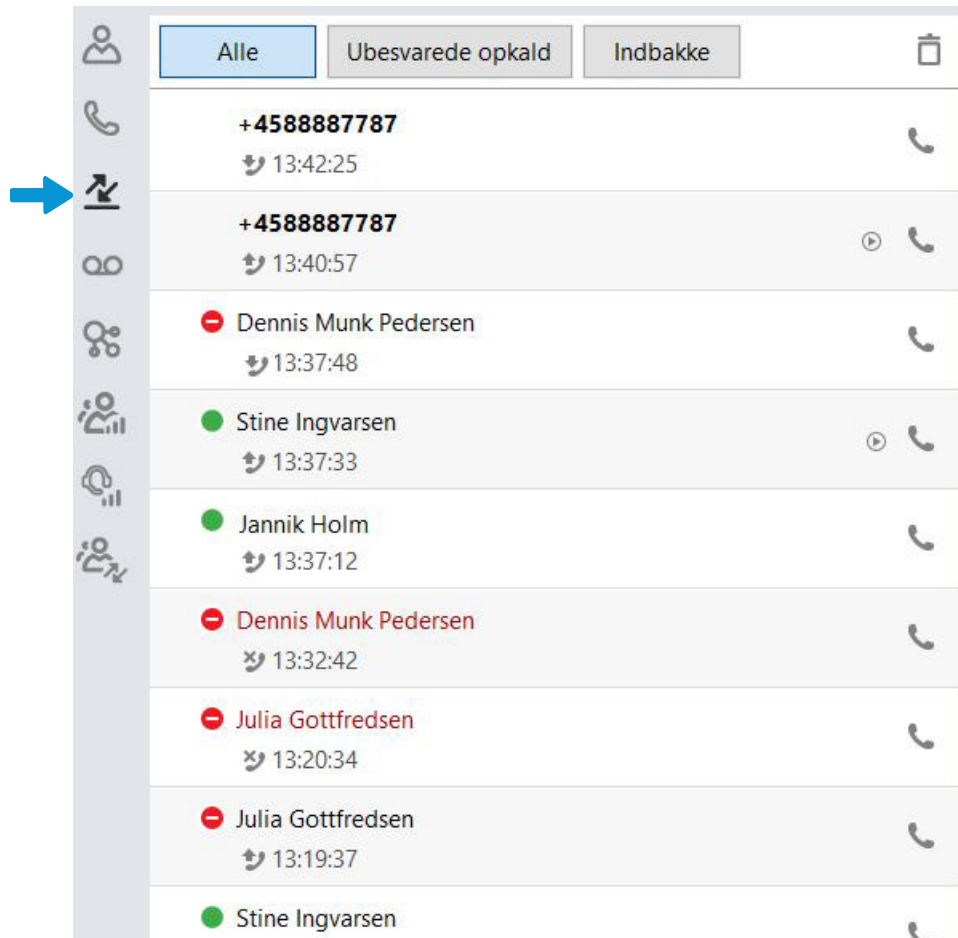 Alle Ubesvarede opkald Indbakke
+4588887787
13:42:25
+4588887787
13:40:57
Dennis Munk Pedersen
13:37:48
Stine Ingvarsen
13:37:33
Jannik Holm
13:37:12
Dennis Munk Pedersen
13:32:42
Julia Gottfredsen
13:20:34
Julia Gottfredsen
13:19:37
Stine Ingvarsen